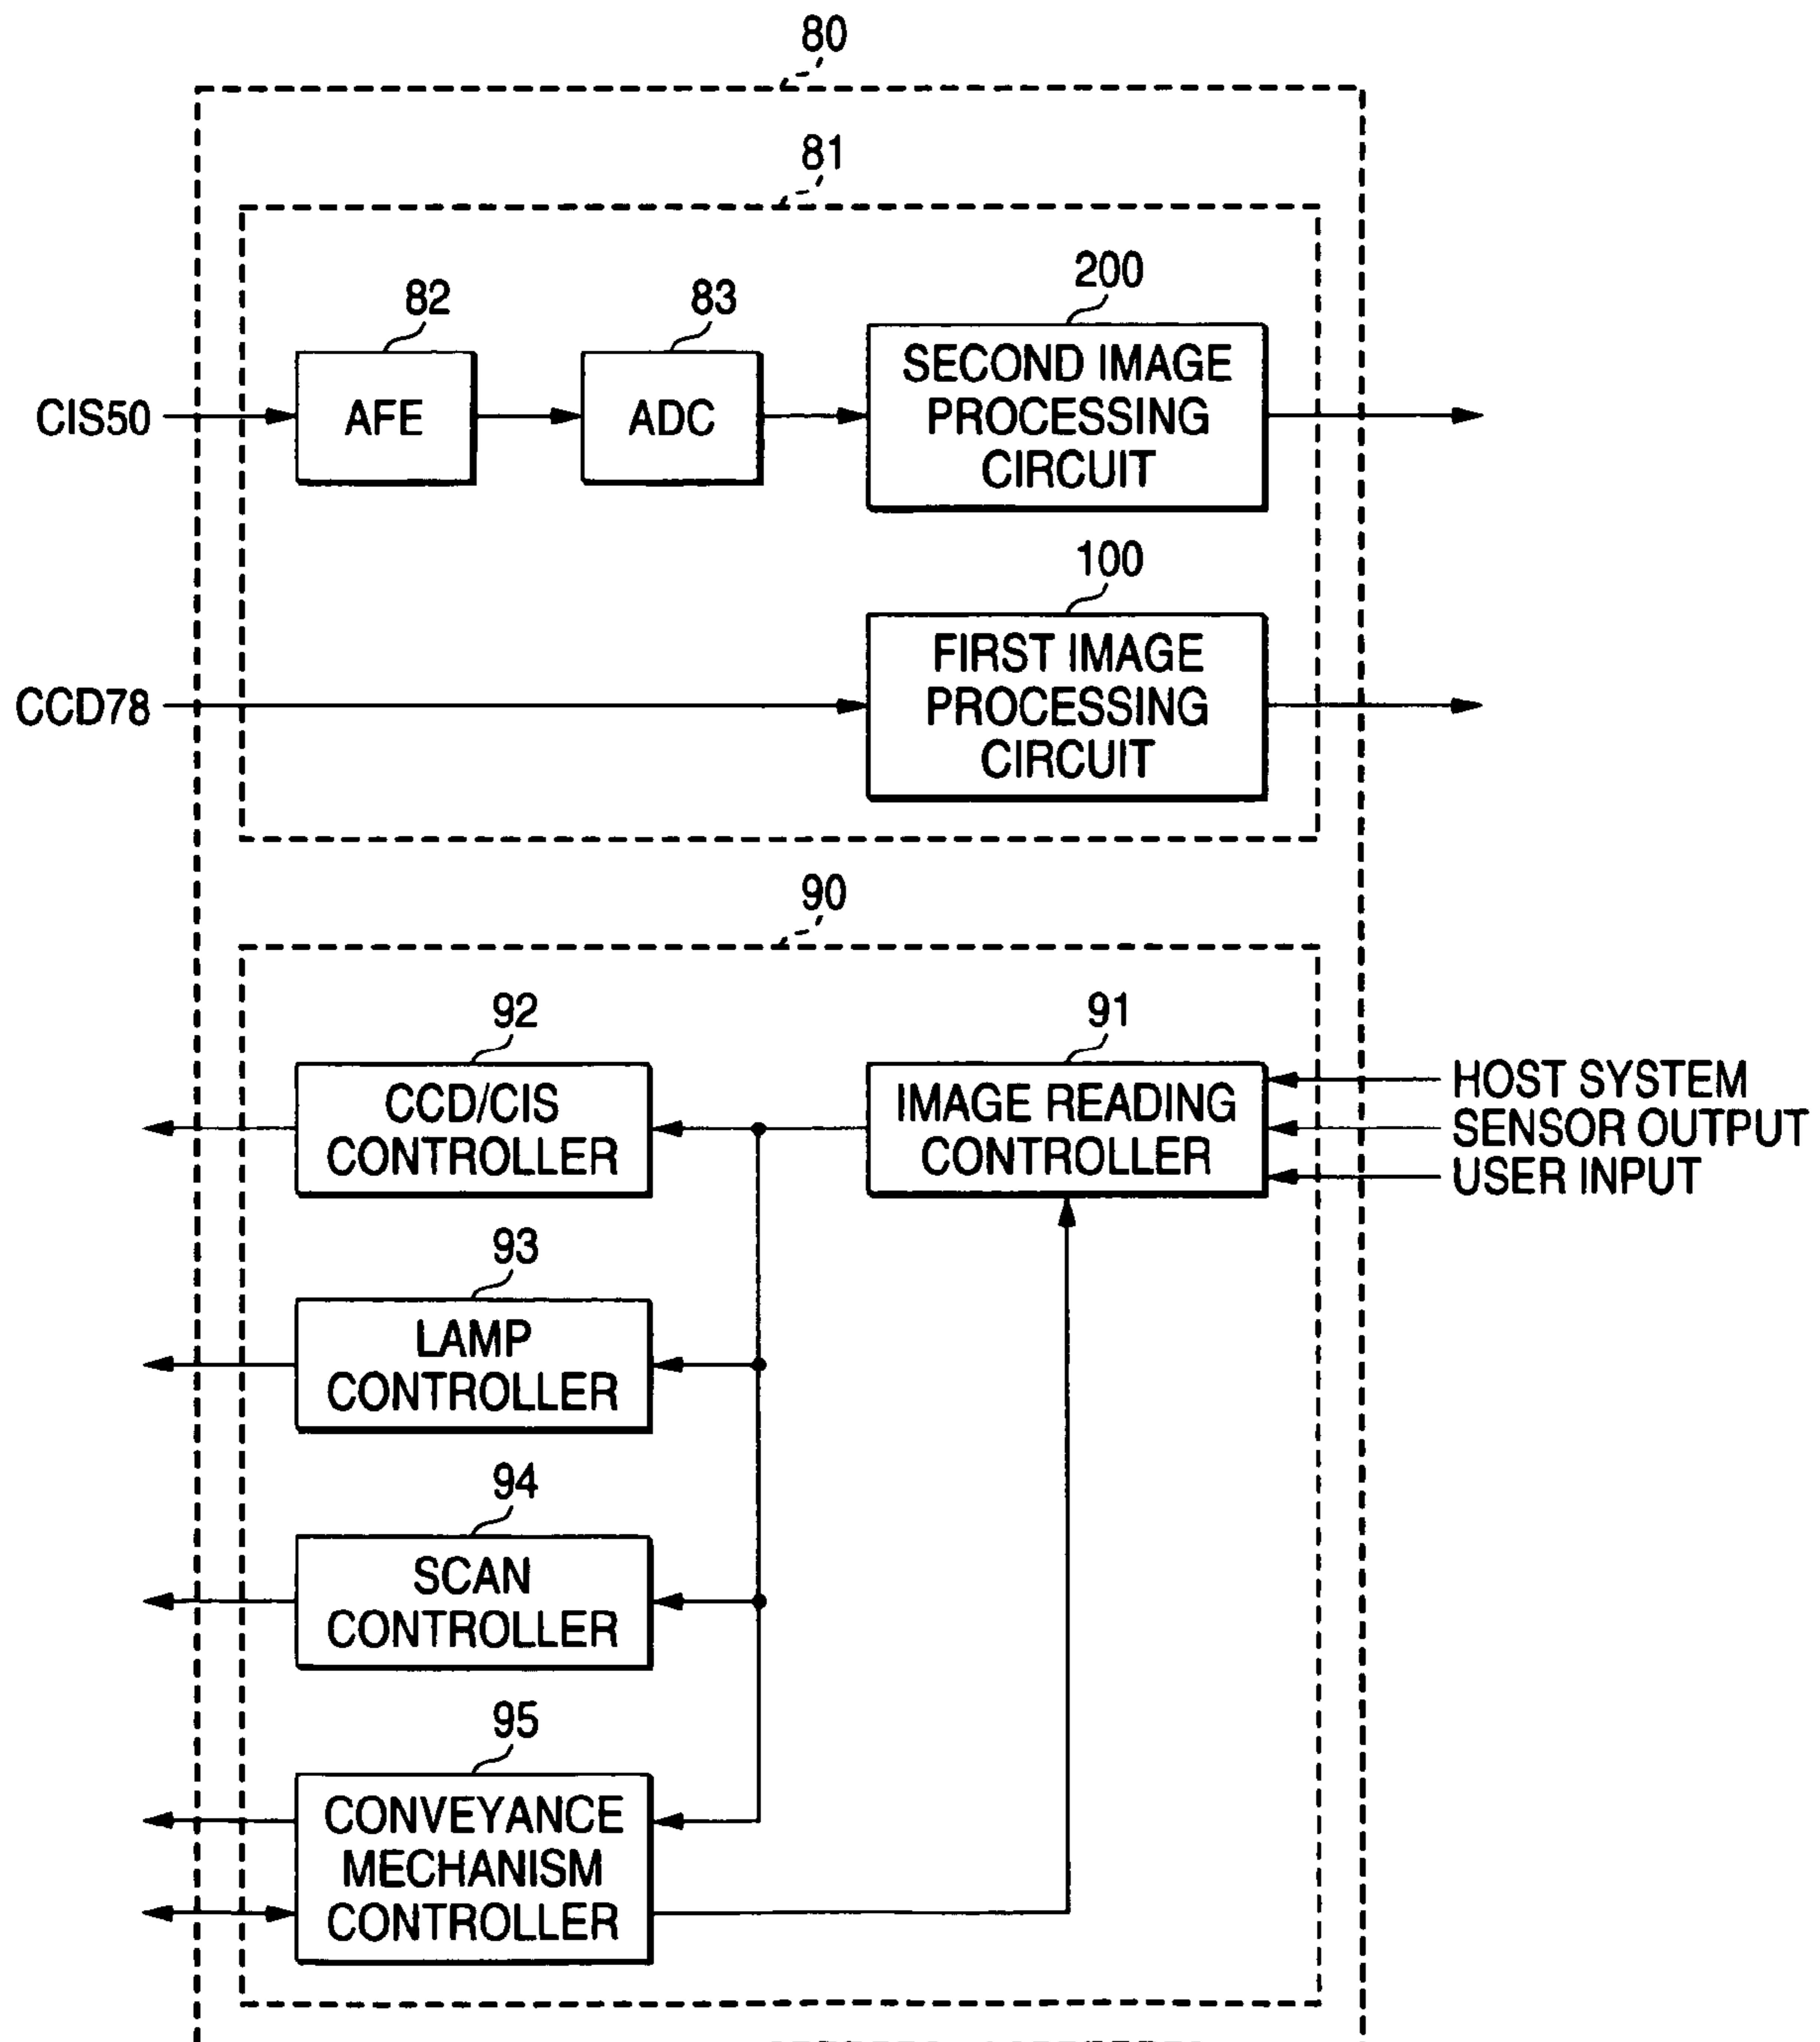 80
81
82
83
200
CIS50
AFE
ADC
SECOND IMAGE
PROCESSING
CIRCUIT
100
CCD78
FIRST IMAGE
PROCESSING
CIRCUIT
90
92
91
CCD/CIS
CONTROLLER
IMAGE READING
CONTROLLER
HOST SYSTEM
SENSOR OUTPUT
USER INPUT
93
LAMP
CONTROLLER
94
SCAN
CONTROLLER
95
CONVEYANCE
MECHANISM
CONTROLLER